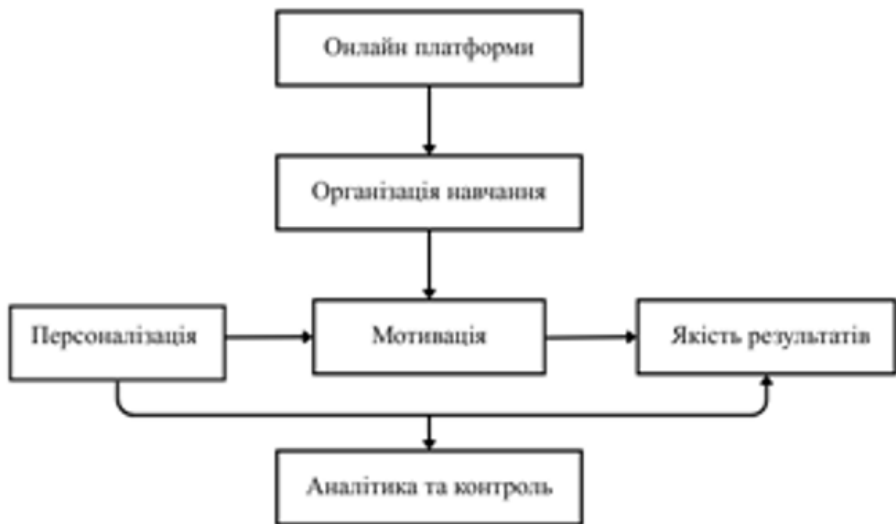 Онлайн платформи
Організація навчання
Персоналізація
Мотивація
Якість результатів
Аналітика та контроль